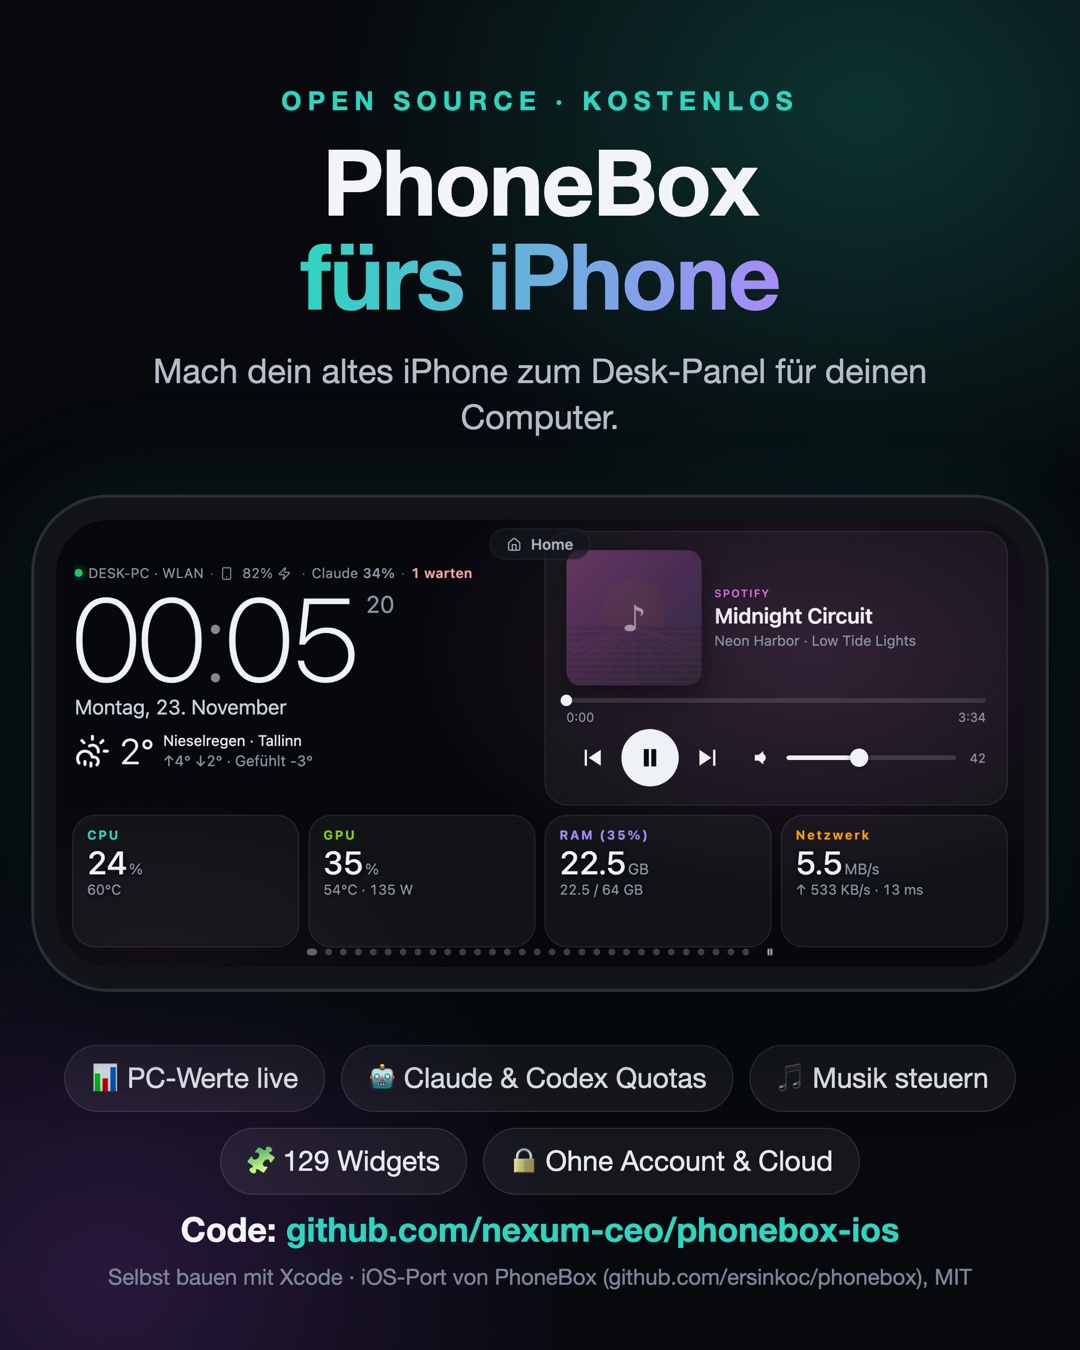 OPEN SOURCE · KOSTENLOS
PhoneBox
fürs iPhone
Mach dein altes iPhone zum Desk-Panel für deinen
Computer.
Home
DESK-PC · WLAN · 82% · Claude 34% · 1 warten
00:05 20
Montag, 23. November
2° Nieselregen · Tallinn
↑4° ↓2° · Gefühlt -3°
SPOTIFY
Midnight Circuit
Neon Harbor · Low Tide Lights
0:00 3:34
42
CPU
24%
60°C
GPU
35%
54°C · 135 W
RAM (35%)
22.5GB
22.5 / 64 GB
Netzwerk
5.5MB/s
↑ 533 KB/s · 13 ms
PC-Werte live
Claude & Codex Quotas
Musik steuern
129 Widgets
Ohne Account & Cloud
Code: github.com/nexum-ceo/phonebox-ios
Selbst bauen mit Xcode · iOS-Port von PhoneBox (github.com/ersinkoc/phonebox), MIT